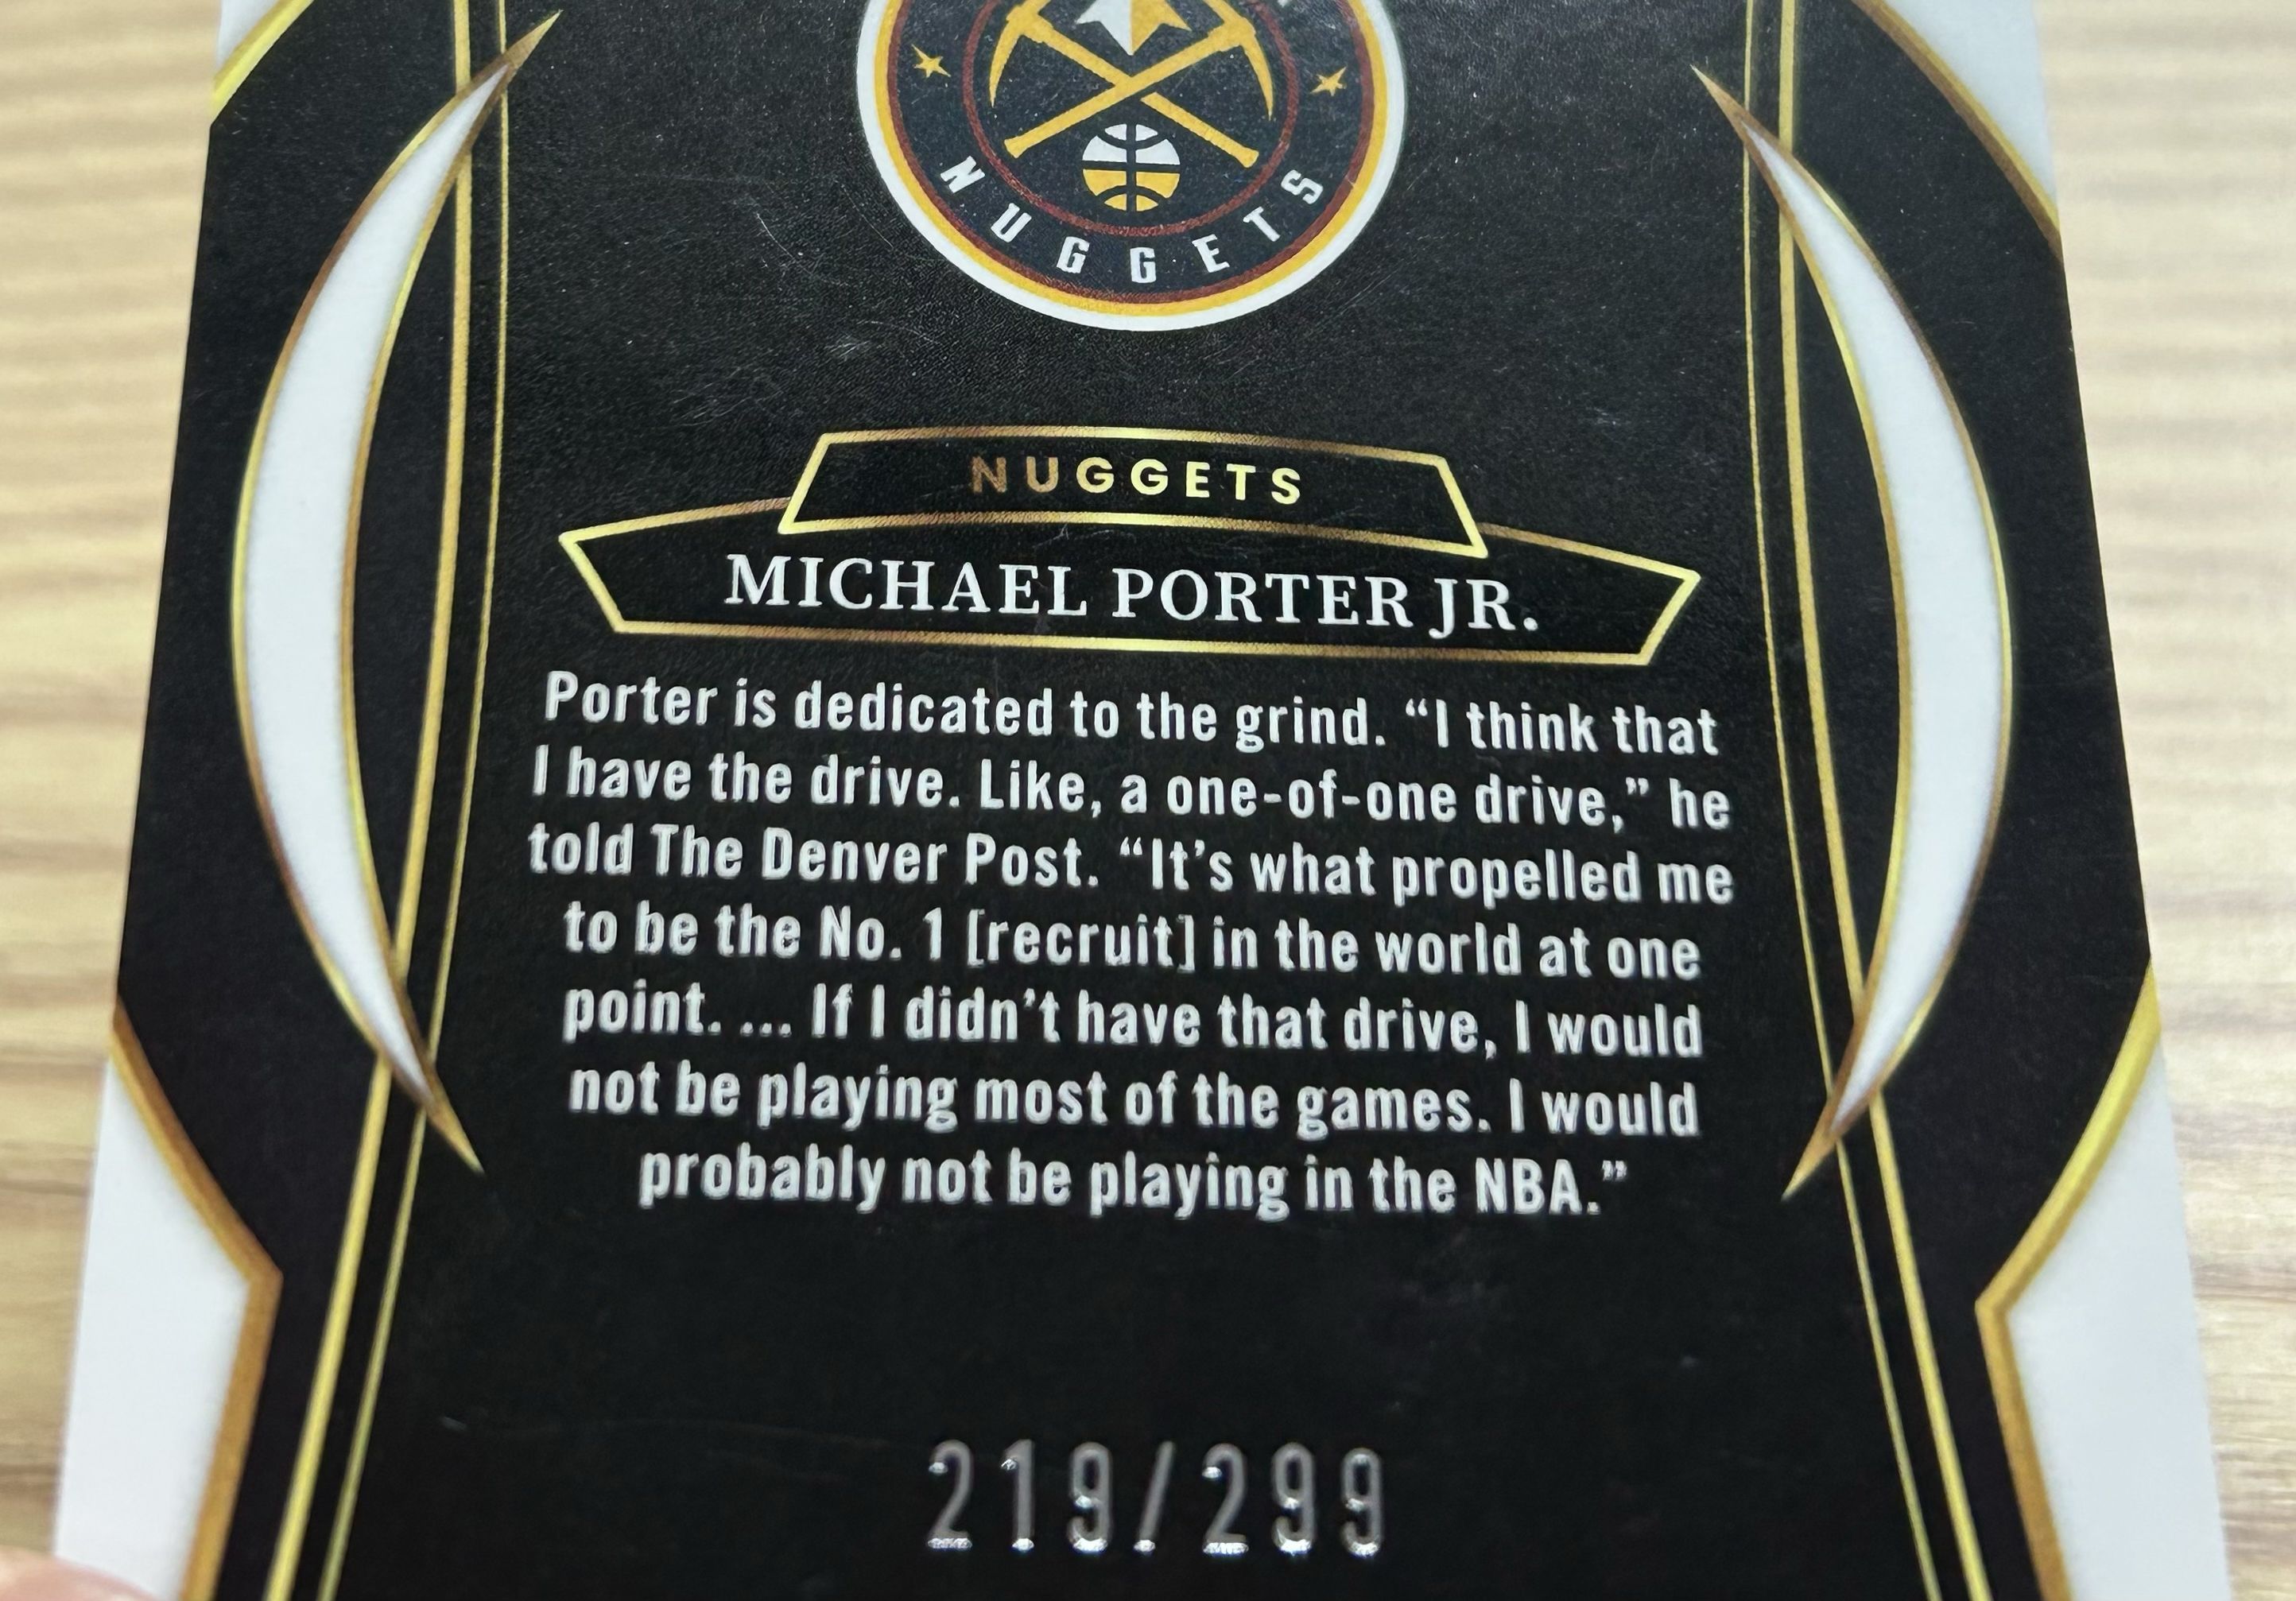 NUGGETS
NUGGETS
MICHAEL PORTER JR.
Porter is dedicated to the grind. “I think that
I have the drive. Like, a one-of-one drive,” he
told The Denver Post. “It’s what propelled me
to be the No. 1 [recruit] in the world at one
point. ... If I didn’t have that drive, I would
not be playing most of the games. I would
probably not be playing in the NBA.”
219/299